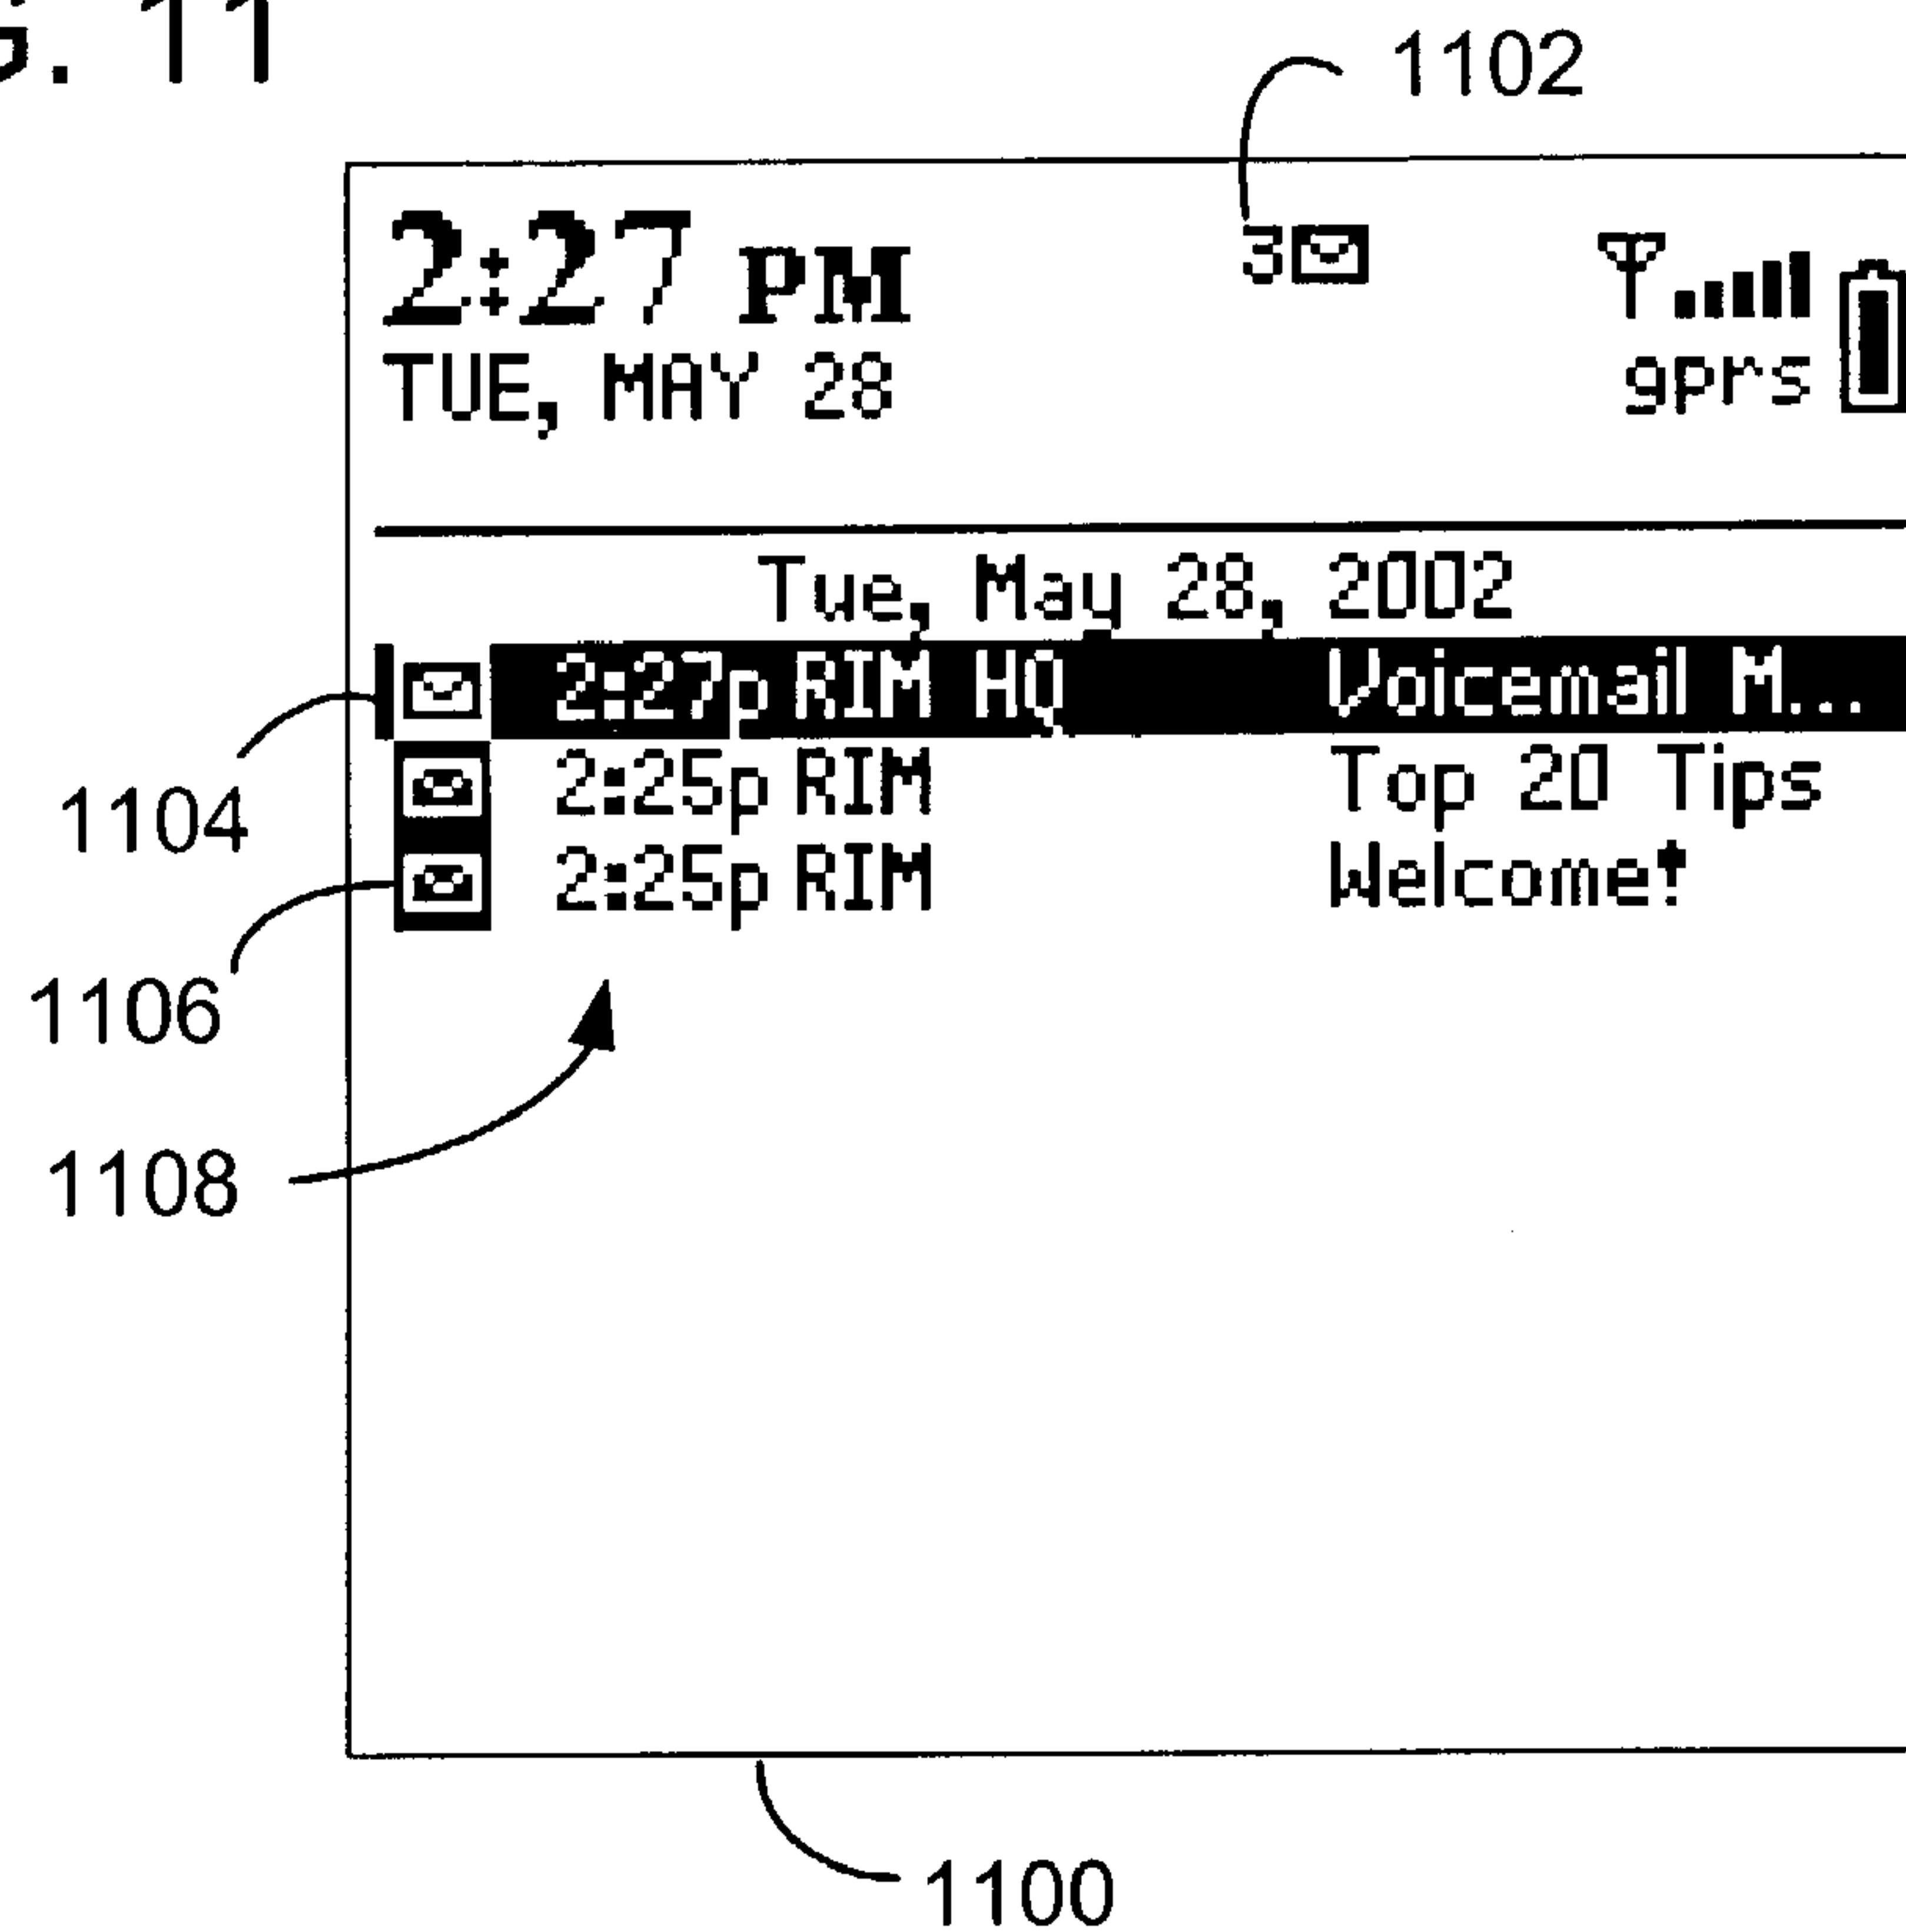 G. 11
1102
2:27 PM 3
TUE, MAY 28 gprs
Tue, May 28, 2002
2:27p RIM HQ Voicemail M...
2:25p RIM Top 20 Tips
2:25p RIM Welcome!
1104
1106
1108
1100